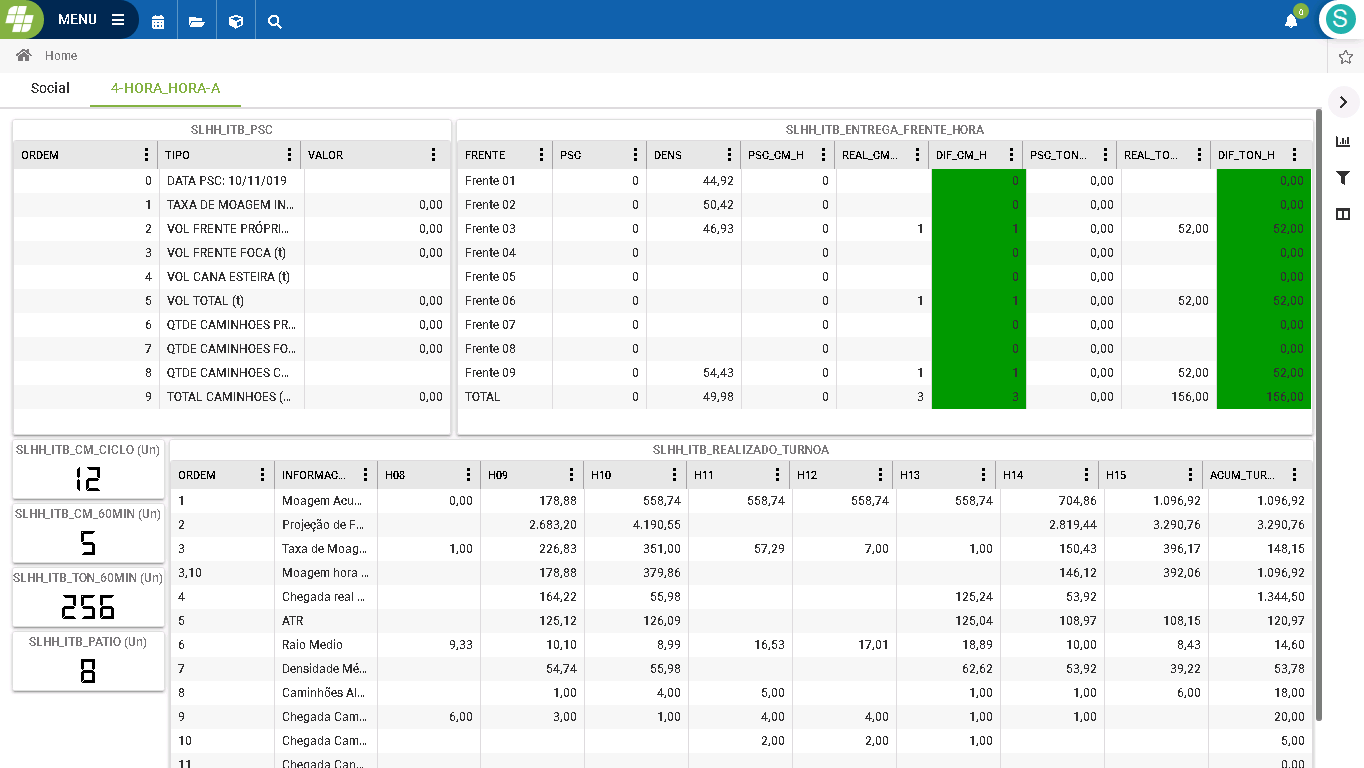 MENU
0
S
Home
Social 4-HORA_HORA-A
SLHH_ITB_PSC
ORDEM TIPO VALOR
0 DATA PSC: 10/11/019
1 TAXA DE MOAGEM IN... 0,00
2 VOL FRENTE PRÓPRI... 0,00
3 VOL FRENTE FOCA (t) 0,00
4 VOL CANA ESTEIRA (t)
5 VOL TOTAL (t) 0,00
6 QTDE CAMINHOES PR... 0,00
7 QTDE CAMINHOES FO... 0,00
8 QTDE CAMINHOES C...
9 TOTAL CAMINHOES (... 0,00
SLHH_ITB_ENTREGA_FRENTE_HORA
FRENTE PSC DENS PSC_CM_H REAL_CM... DIF_CM_H PSC_TON... REAL_TO... DIF_TON_H
Frente 01 0 44,92 0 0 0,00 0,00
Frente 02 0 50,42 0 0 0,00 0,00
Frente 03 0 46,93 0 1 1 0,00 52,00 52,00
Frente 04 0 0 0 0,00 0,00
Frente 05 0 0 0 0,00 0,00
Frente 06 0 0 1 1 0,00 52,00 52,00
Frente 07 0 0 0 0,00 0,00
Frente 08 0 0 0 0,00 0,00
Frente 09 0 54,43 0 1 1 0,00 52,00 52,00
TOTAL 0 49,98 0 3 3 0,00 156,00 156,00
SLHH_ITB_CM_CICLO (Un)
12
SLHH_ITB_CM_60MIN (Un)
5
SLHH_ITB_TON_60MIN (Un)
256
SLHH_ITB_PATIO (Un)
8
SLHH_ITB_REALIZADO_TURNOA
ORDEM INFORMAC... H08 H09 H10 H11 H12 H13 H14 H15 ACUM_TUR...
1 Moagem Acu... 0,00 178,88 558,74 558,74 558,74 558,74 704,86 1.096,92 1.096,92
2 Projeção de F... 2.683,20 4.190,55 2.819,44 3.290,76 3.290,76
3 Taxa de Moag... 1,00 226,83 351,00 57,29 7,00 1,00 150,43 396,17 148,15
3,10 Moagem hora ... 178,88 379,86 146,12 392,06 1.096,92
4 Chegada real ... 164,22 55,98 125,24 53,92 1.344,50
5 ATR 125,12 126,09 125,04 108,97 108,15 120,97
6 Raio Medio 9,33 10,10 8,99 16,53 17,01 18,89 10,00 8,43 14,60
7 Densidade Mé... 54,74 55,98 62,62 53,92 39,22 53,78
8 Caminhões Al... 1,00 4,00 5,00 1,00 1,00 6,00 18,00
9 Chegada Cam... 6,00 3,00 1,00 4,00 4,00 1,00 1,00 20,00
10 Chegada Cam... 2,00 2,00 1,00 5,00
11 Chegada Can... 0,00